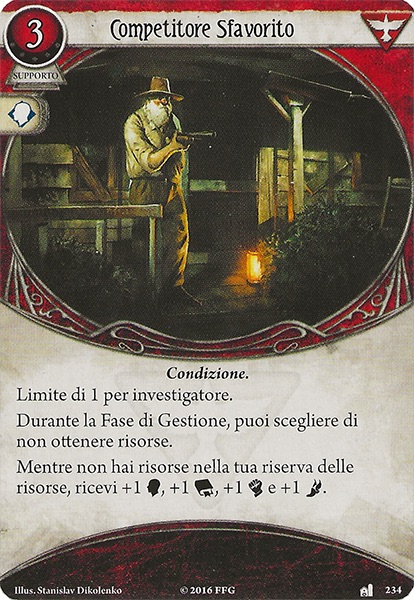 3
Competitore Sfavorito
SUPPORTO
Condizione.
Limite di 1 per investigatore.
Durante la Fase di Gestione, puoi scegliere di
non ottenere risorse.
Mentre non hai risorse nella tua riserva delle
risorse, ricevi +1 , +1 , +1 e +1 .
Illus. Stanislav Dikolenko © 2016 FFG 234